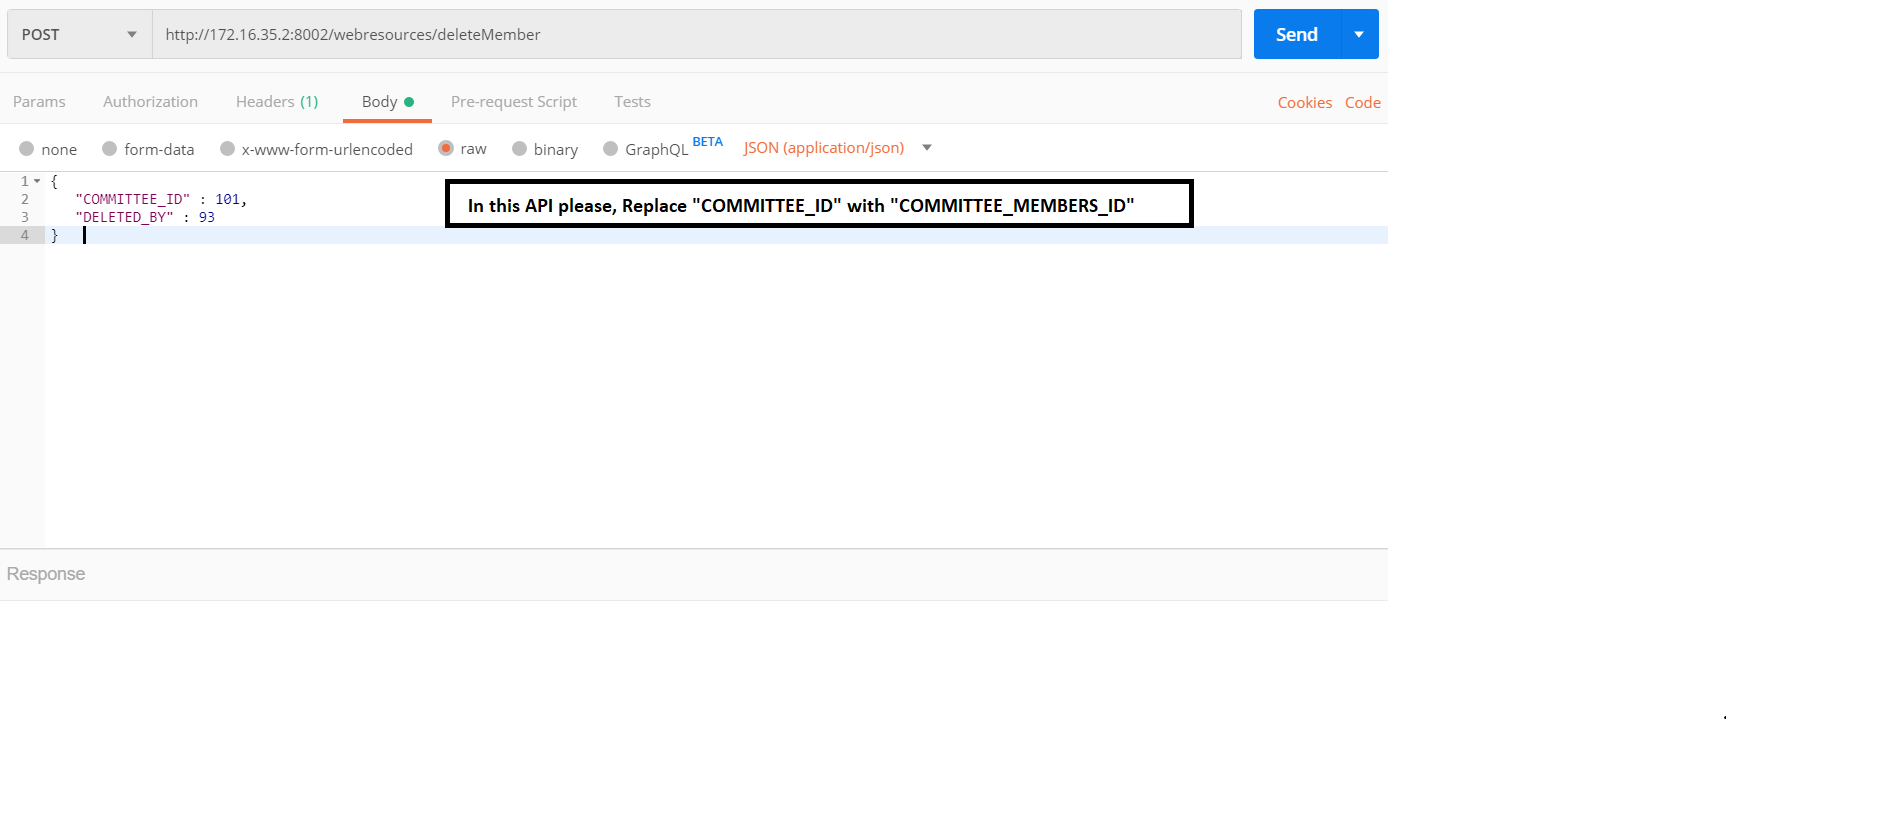 POST http://172.16.35.2:8002/webresources/deleteMember Send
Params Authorization Headers (1) Body Pre-request Script Tests Cookies Code
none form-data x-www-form-urlencoded raw binary GraphQL BETA JSON (application/json)
1 {
2 "COMMITTEE_ID" : 101,
3 "DELETED_BY" : 93
4 }
In this API please, Replace "COMMITTEE_ID" with "COMMITTEE_MEMBERS_ID"
Response